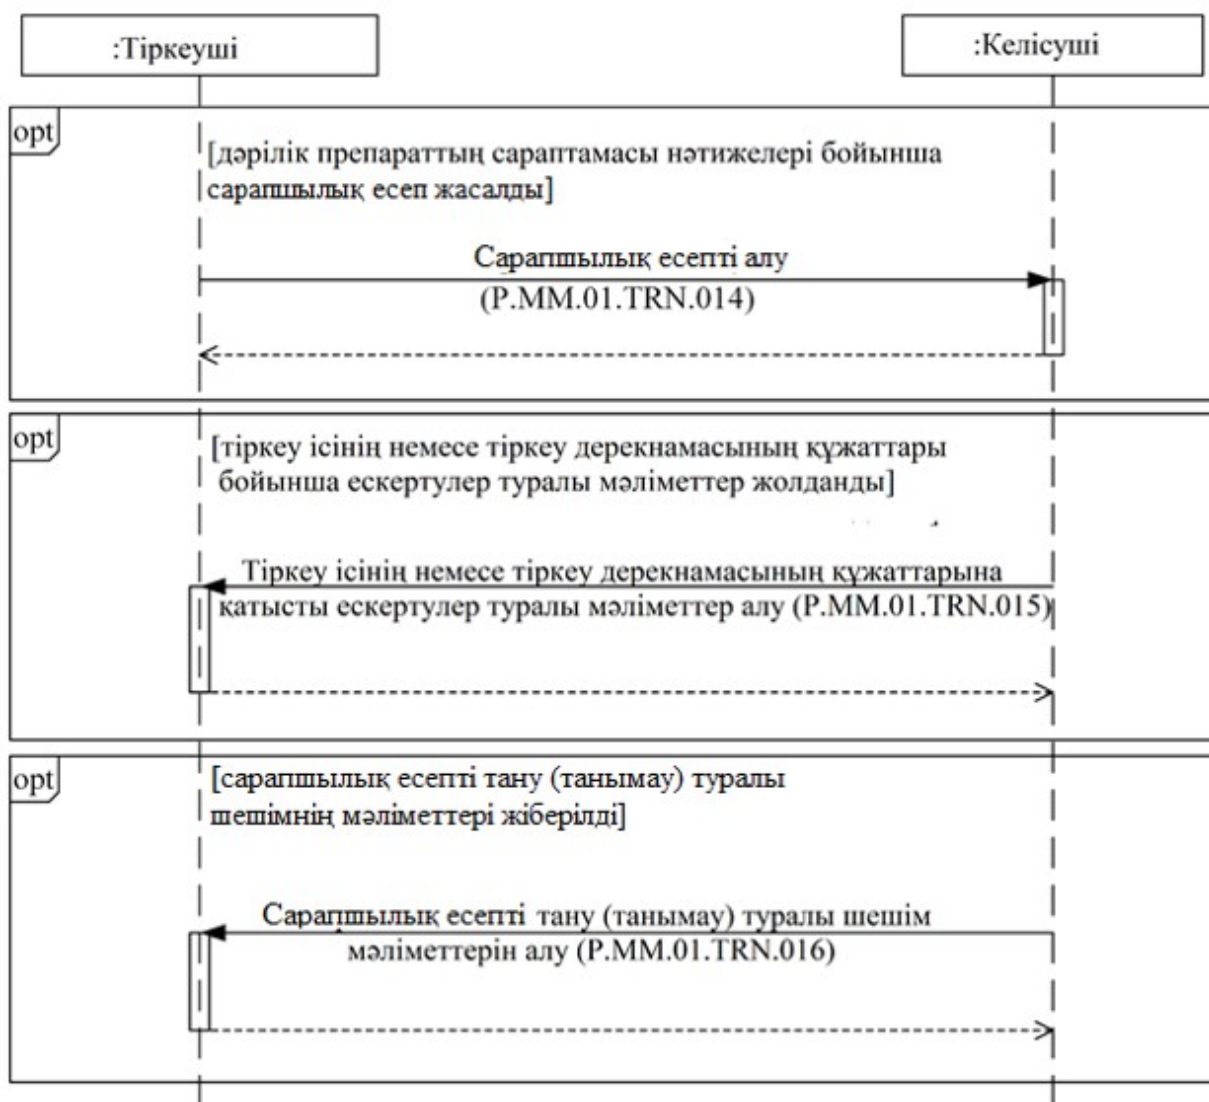 :Тіркеуші
:Келісуші
opt
[дәрілік препараттың сараптамасы нәтижелері бойынша
сарапшылық есеп жасалды]
Сарапшылық есепті алу
(P.MM.01.TRN.014)
opt
[тіркеу ісінің немесе тіркеу дерекнамасының құжаттары
бойынша ескертулер туралы мәліметтер жолданды]
Тіркеу ісінің немесе тіркеу дерекнамасының құжаттарына
қатысты ескертулер туралы мәліметтер алу (P.MM.01.TRN.015)
opt
[сарапшылық есепті тану (танымау) туралы
шешімнің мәліметтері жіберілді]
Сарапшылық есепті тану (танымау) туралы шешім
мәліметтерін алу (P.MM.01.TRN.016)